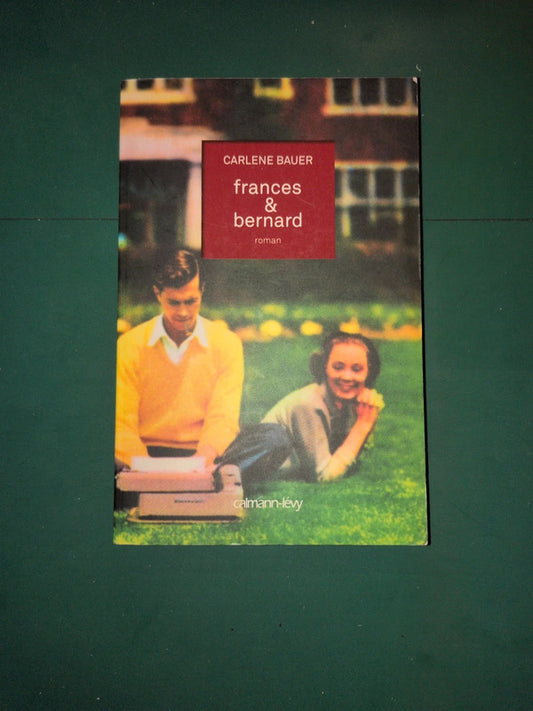 CARLENE BAUER
frances
&
bernard
roman
calmann-lévy